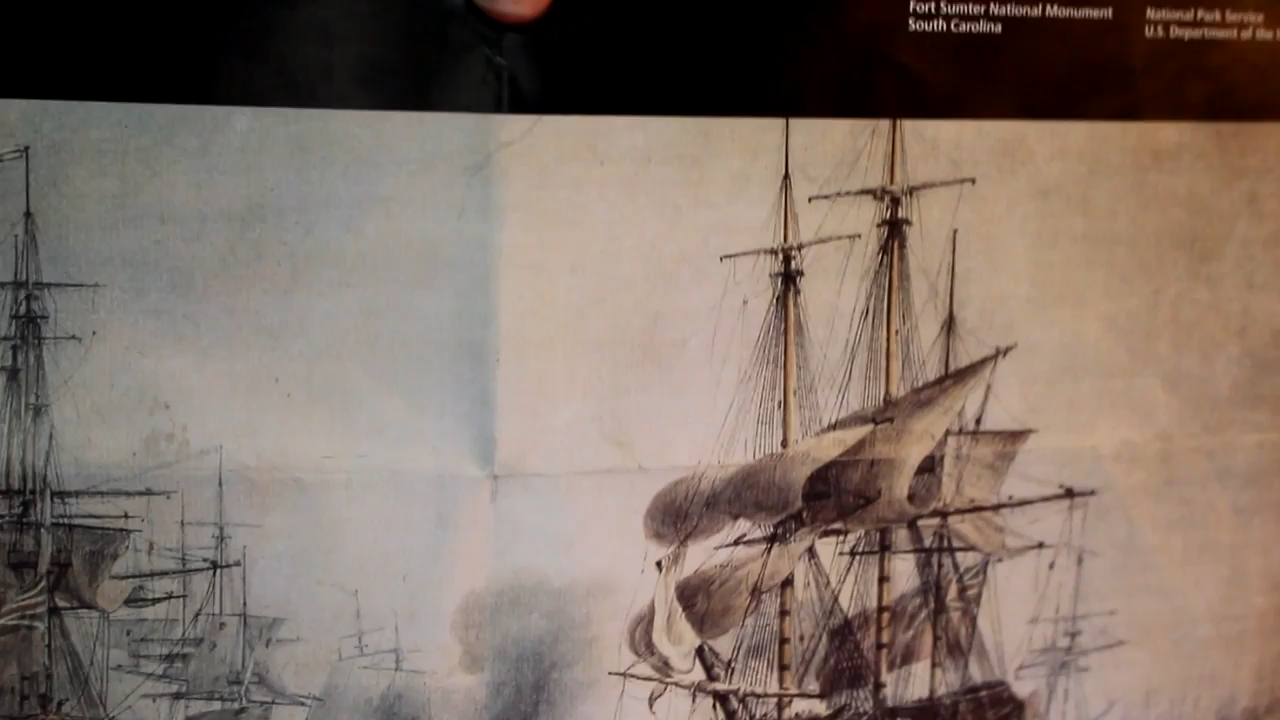 Fort Sumter National Monument
South Carolina
National Park Service
U.S. Department of the